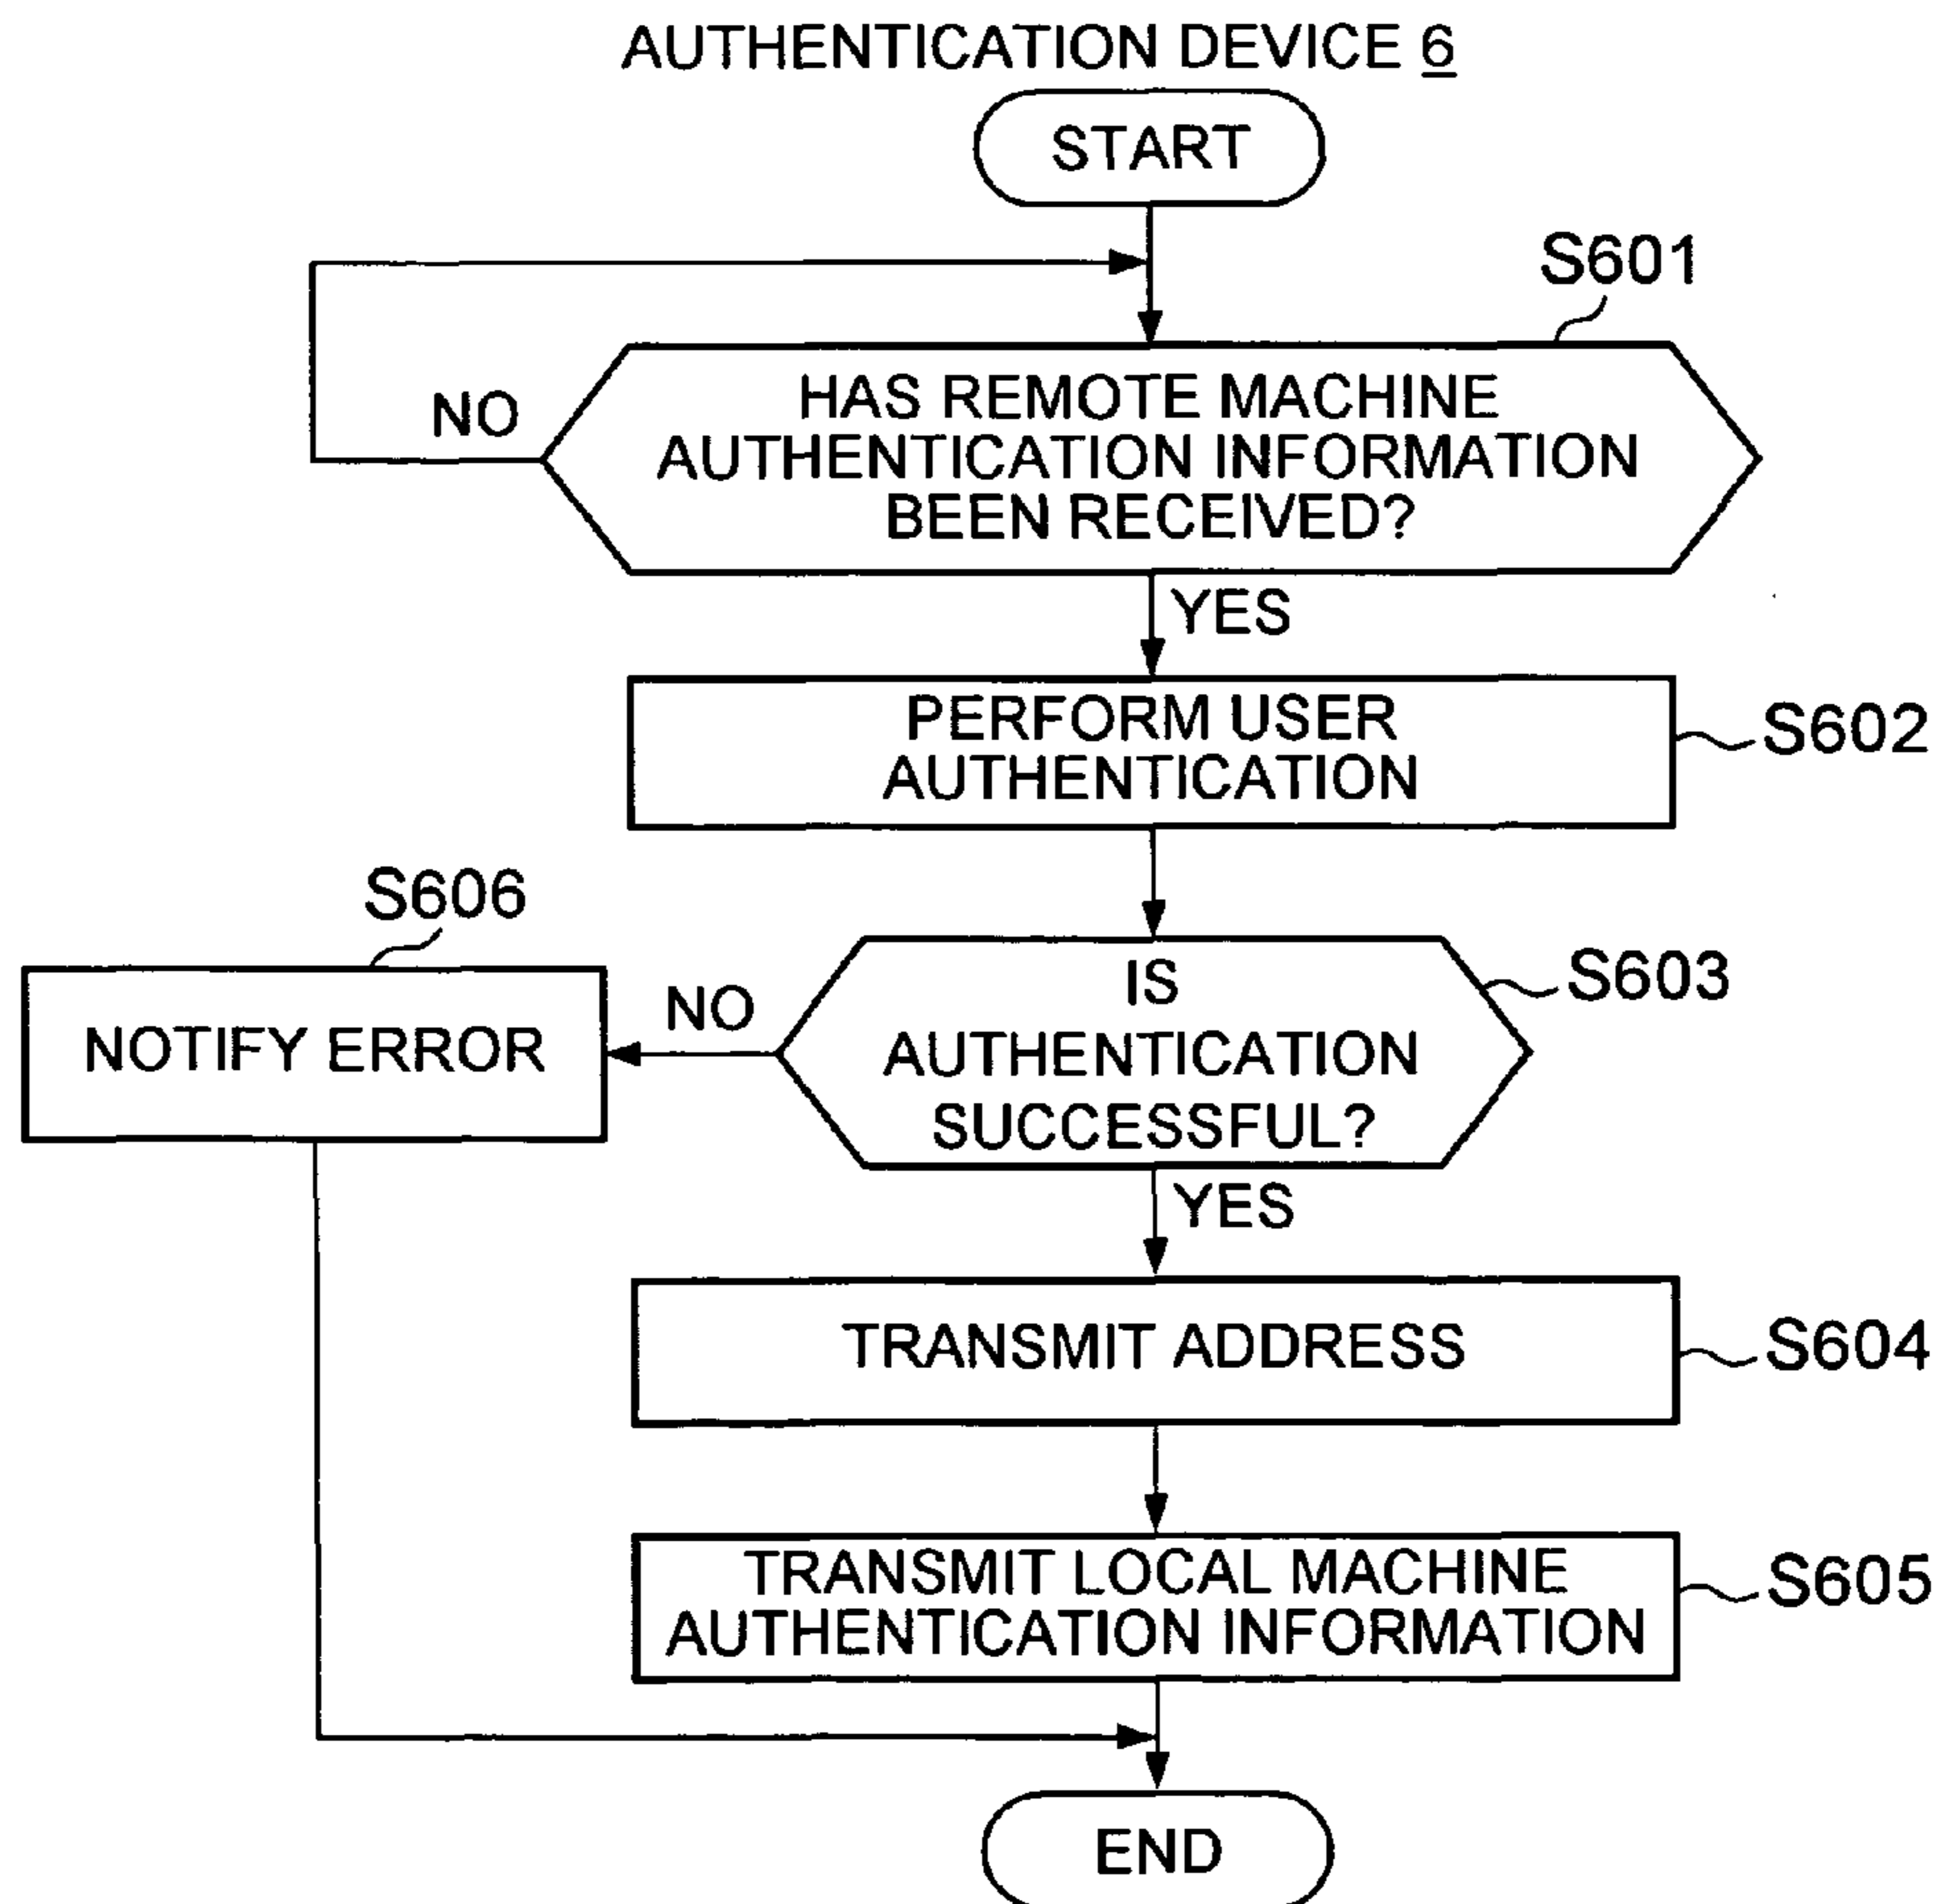 AUTHENTICATION DEVICE 6
START
S601
HAS REMOTE MACHINE
AUTHENTICATION INFORMATION
BEEN RECEIVED?
NO
YES
PERFORM USER
AUTHENTICATION
S602
S606
NOTIFY ERROR
NO
IS
AUTHENTICATION
SUCCESSFUL?
S603
YES
TRANSMIT ADDRESS
S604
TRANSMIT LOCAL MACHINE
AUTHENTICATION INFORMATION
S605
END